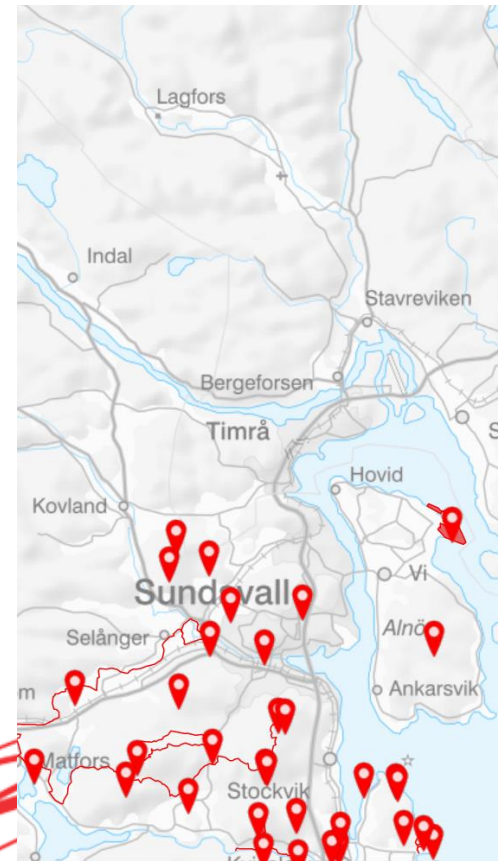 Lagfors
Indal
Stavreviken
Bergeforsen
Timrå
S
Hovid
Kovland
Vi
Sundsvall
Alnö
Selånger
Ankarsvik
m
Matfors
Stockvik